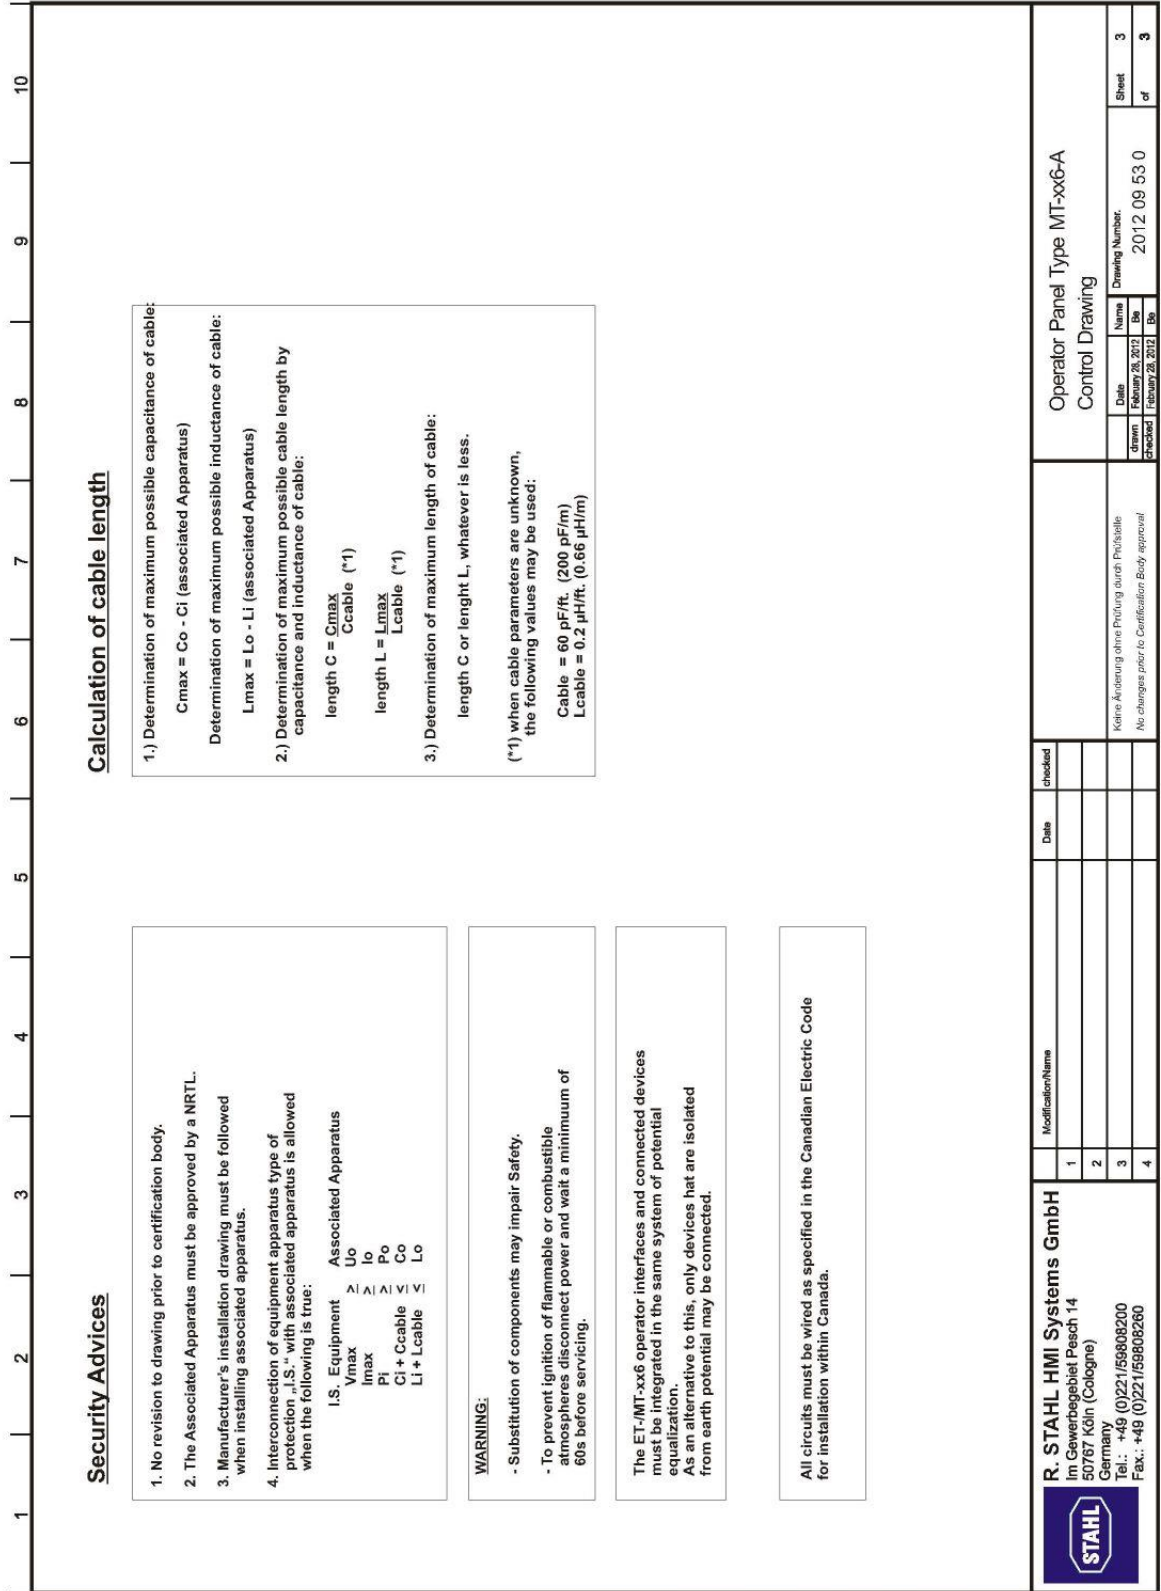 1 2 3 4 5 6 7 8 9 10
Security Advices
1. No revision to drawing prior to certification body.
2. The Associated Apparatus must be approved by a NRTL.
3. Manufacturer's installation drawing must be followed
when installing associated apparatus.
4. Interconnection of equipment apparatus type of
protection „I.S.“ with associated apparatus is allowed
when the following is true:
I.S. Equipment Associated Apparatus
Vmax ≥ Uo
Imax ≥ Io
Pi ≥ Po
Ci + Ccable ≤ Co
Li + Lcable ≤ Lo
WARNING:
- Substitution of components may impair Safety.
- To prevent ignition of flammable or combustible
atmospheres disconnect power and wait a minimuum of
60s before servicing.
The ET-/MT-xx6 operator interfaces and connected devices
must be integrated in the same system of potential
equalization.
As an alternative to this, only devices hat are isolated
from earth potential may be connected.
All circuits must be wired as specified in the Canadian Electric Code
for installation within Canada.
Calculation of cable length
1.) Determination of maximum possible capacitance of cable:
Cmax = Co - Ci (associated Apparatus)
Determination of maximum possible inductance of cable:
Lmax = Lo - Li (associated Apparatus)
2.) Determination of maximum possible cable length by
capacitance and inductance of cable:
length C = Cmax
Ccable (*1)
length L = Lmax
Lcable (*1)
3.) Determination of maximum length of cable:
length C or lenght L, whatever is less.
(*1) when cable parameters are unknown,
the following values may be used:
Cable = 60 pF/ft. (200 pF/m)
Lcable = 0.2 µH/ft. (0.66 µH/m)
STAHL
R. STAHL HMI Systems GmbH
Im Gewerbegebiet Pesch 14
50767 Köln (Cologne)
Germany
Tel.: +49 (0)221/59808200
Fax.: +49 (0)221/59808260
Modification/Name Date checked
1
2
3
4
Keine Änderung ohne Prüfung durch Prüfstelle
No changes prior to Certification Body approval
Operator Panel Type MT-xx6-A
Control Drawing
Date Name
drawn February 28, 2012 Be
checked February 28, 2012 Be
Drawing Number.
2012 09 53 0
Sheet 3
of 3